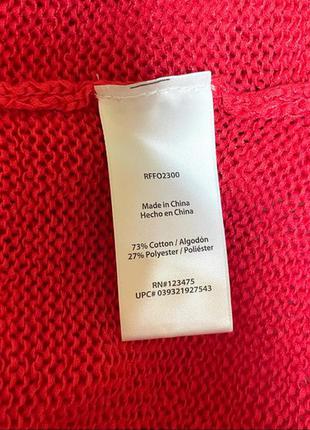 RFFO2300
Made in China
Hecho en China
73% Cotton / Algodón
27% Polyester / Poliéster
RN#123475
UPC# 039321927543